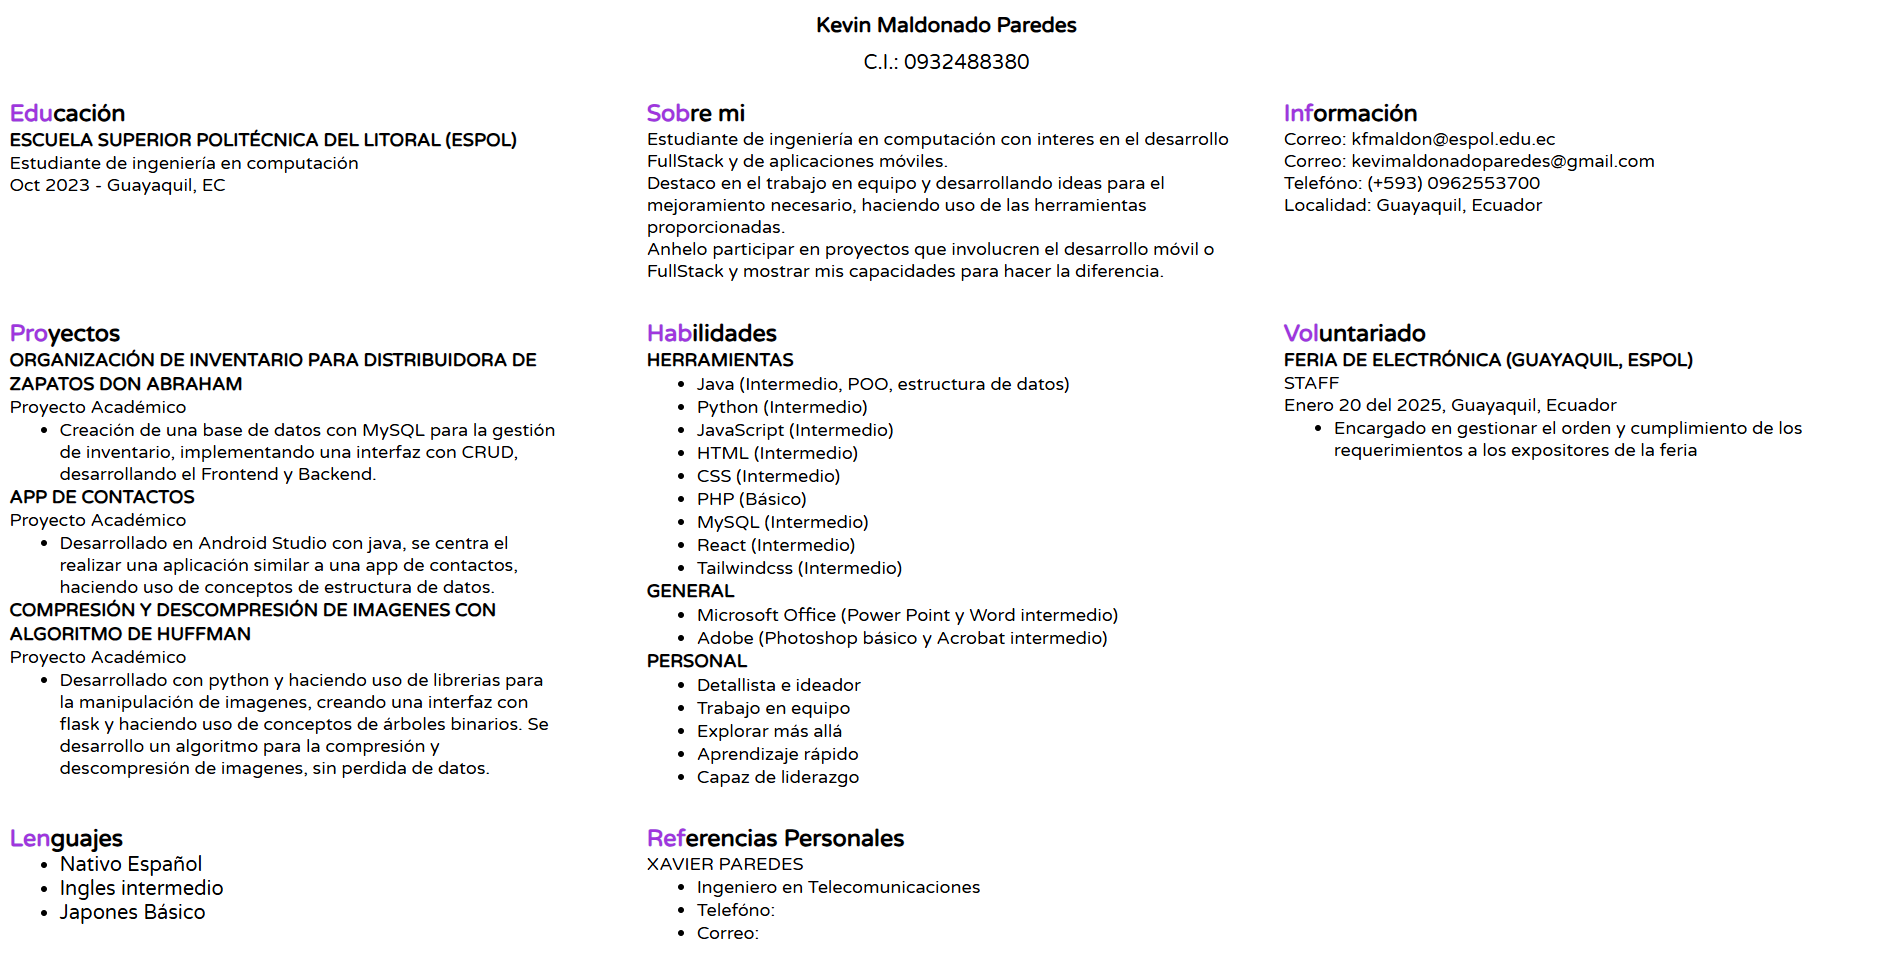 Kevin Maldonado Paredes
C.I.: 0932488380
Educación
ESCUELA SUPERIOR POLITÉCNICA DEL LITORAL (ESPOL)
Estudiante de ingeniería en computación
Oct 2023 - Guayaquil, EC
Sobre mi
Estudiante de ingeniería en computación con interes en el desarrollo
FullStack y de aplicaciones móviles.
Destaco en el trabajo en equipo y desarrollando ideas para el
mejoramiento necesario, haciendo uso de las herramientas
proporcionadas.
Anhelo participar en proyectos que involucren el desarrollo móvil o
FullStack y mostrar mis capacidades para hacer la diferencia.
Información
Correo: kfmaldon@espol.edu.ec
Correo: kevimaldonadoparedes@gmail.com
Telefóno: (+593) 0962553700
Localidad: Guayaquil, Ecuador
Proyectos
ORGANIZACIÓN DE INVENTARIO PARA DISTRIBUIDORA DE
ZAPATOS DON ABRAHAM
Proyecto Académico
• Creación de una base de datos con MySQL para la gestión
de inventario, implementando una interfaz con CRUD,
desarrollando el Frontend y Backend.
APP DE CONTACTOS
Proyecto Académico
• Desarrollado en Android Studio con java, se centra el
realizar una aplicación similar a una app de contactos,
haciendo uso de conceptos de estructura de datos.
COMPRESIÓN Y DESCOMPRESIÓN DE IMAGENES CON
ALGORITMO DE HUFFMAN
Proyecto Académico
• Desarrollado con python y haciendo uso de librerias para
la manipulación de imagenes, creando una interfaz con
flask y haciendo uso de conceptos de árboles binarios. Se
desarrollo un algoritmo para la compresión y
descompresión de imagenes, sin perdida de datos.
Habilidades
HERRAMIENTAS
• Java (Intermedio, POO, estructura de datos)
• Python (Intermedio)
• JavaScript (Intermedio)
• HTML (Intermedio)
• CSS (Intermedio)
• PHP (Básico)
• MySQL (Intermedio)
• React (Intermedio)
• Tailwindcss (Intermedio)
GENERAL
• Microsoft Office (Power Point y Word intermedio)
• Adobe (Photoshop básico y Acrobat intermedio)
PERSONAL
• Detallista e ideador
• Trabajo en equipo
• Explorar más allá
• Aprendizaje rápido
• Capaz de liderazgo
Voluntariado
FERIA DE ELECTRÓNICA (GUAYAQUIL, ESPOL)
STAFF
Enero 20 del 2025, Guayaquil, Ecuador
• Encargado en gestionar el orden y cumplimiento de los
requerimientos a los expositores de la feria
Lenguajes
• Nativo Español
• Ingles intermedio
• Japones Básico
Referencias Personales
XAVIER PAREDES
• Ingeniero en Telecomunicaciones
• Telefóno:
• Correo: